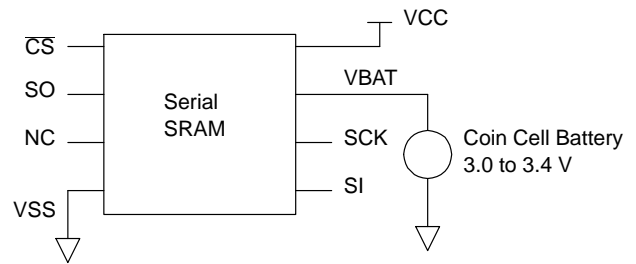 CS
SO
NC
VSS
Serial
SRAM
VCC
VBAT
SCK
SI
Coin Cell Battery
3.0 to 3.4 V